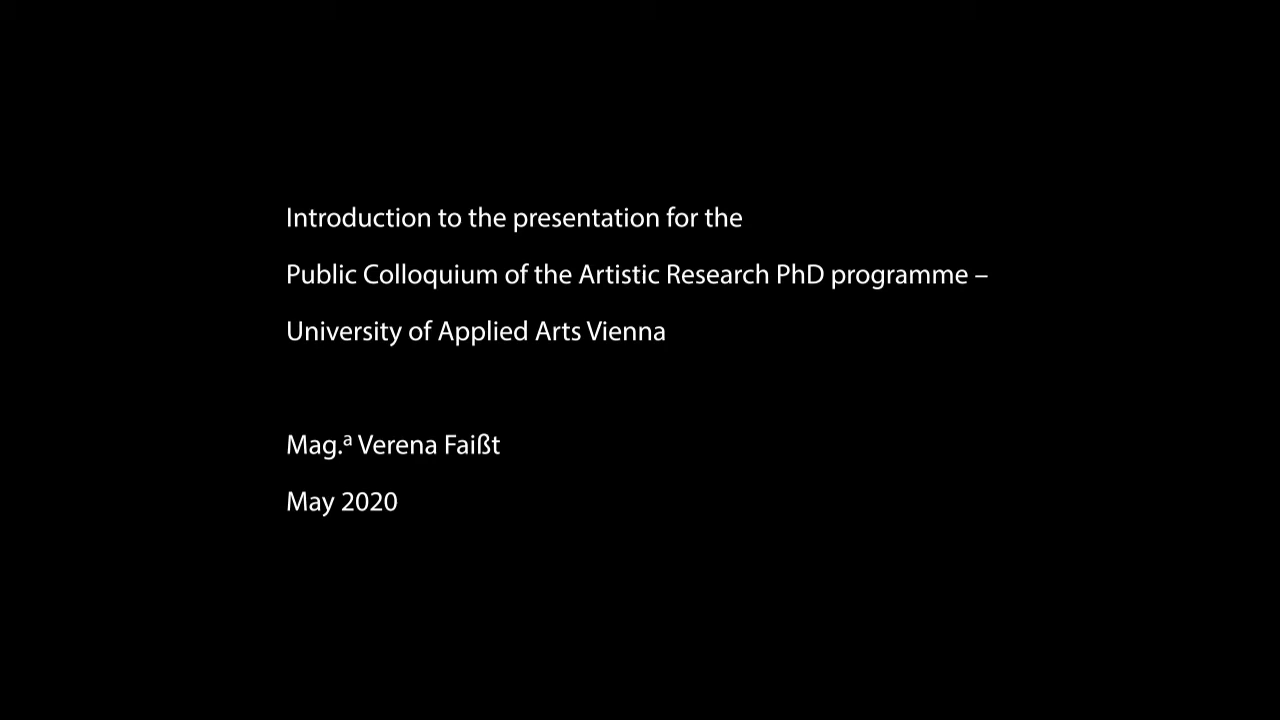 Introduction to the presentation for the
Public Colloquium of the Artistic Research PhD programme –
University of Applied Arts Vienna
Mag.ª Verena Faißt
May 2020